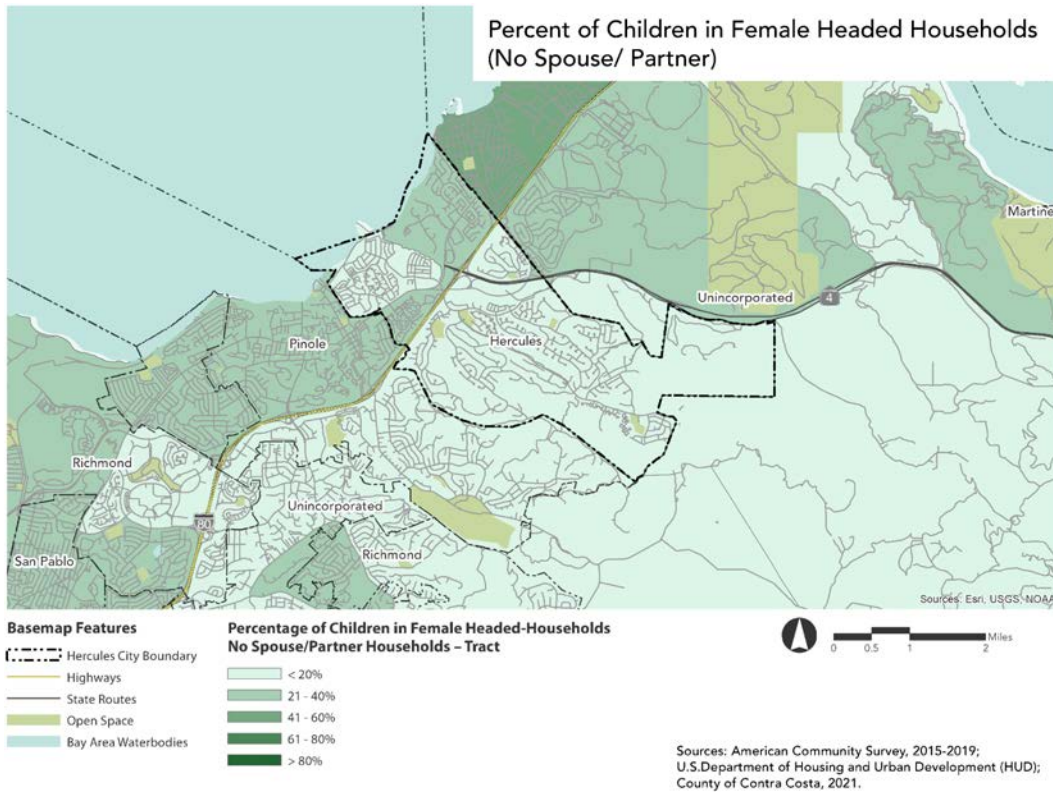 Percent of Children in Female Headed Households
(No Spouse/ Partner)
Martine
Unincorporated
4
Pinole
Hercules
Richmond
Unincorporated
80
Richmond
San Pablo
Sources: Esri, USGS, NOAA
Basemap Features
Hercules City Boundary
Highways
State Routes
Open Space
Bay Area Waterbodies
Percentage of Children in Female Headed-Households
No Spouse/Partner Households – Tract
< 20%
21 - 40%
41 - 60%
61 - 80%
> 80%
0 0.5 1 2 Miles
Sources: American Community Survey, 2015-2019;
U.S.Department of Housing and Urban Development (HUD);
County of Contra Costa, 2021.